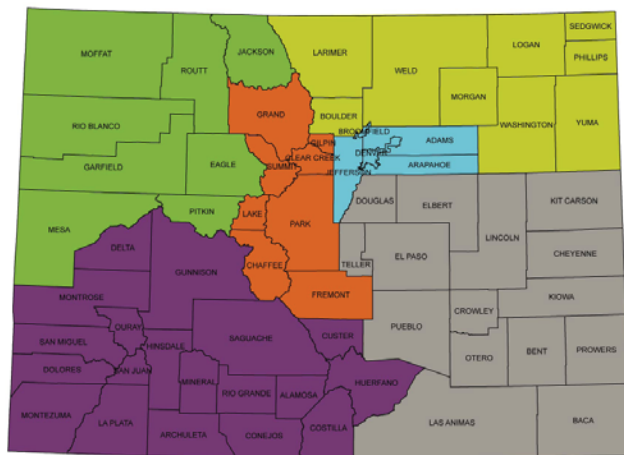 JACKSON
LARIMER
LOGAN
SEDGWICK
MOFFAT
ROUTT
WELD
PHILLIPS
MORGAN
GRAND
BOULDER
RIO BLANCO
WASHINGTON
YUMA
BROOMFIELD
GILPIN
ADAMS
DENVER
CLEAR CREEK
GARFIELD
EAGLE
SUMMIT
JEFFERSON
ARAPAHOE
DOUGLAS
ELBERT
KIT CARSON
PITKIN
LAKE
PARK
MESA
LINCOLN
DELTA
CHEYENNE
GUNNISON
CHAFFEE
TELLER
EL PASO
MONTROSE
FREMONT
KIOWA
CROWLEY
OURAY
PUEBLO
SAN MIGUEL
HINSDALE
SAGUACHE
CUSTER
OTERO
BENT
PROWERS
DOLORES
SAN JUAN
MINERAL
HUERFANO
RIO GRANDE
ALAMOSA
MONTEZUMA
LA PLATA
COSTILLA
LAS ANIMAS
BACA
ARCHULETA
CONEJOS